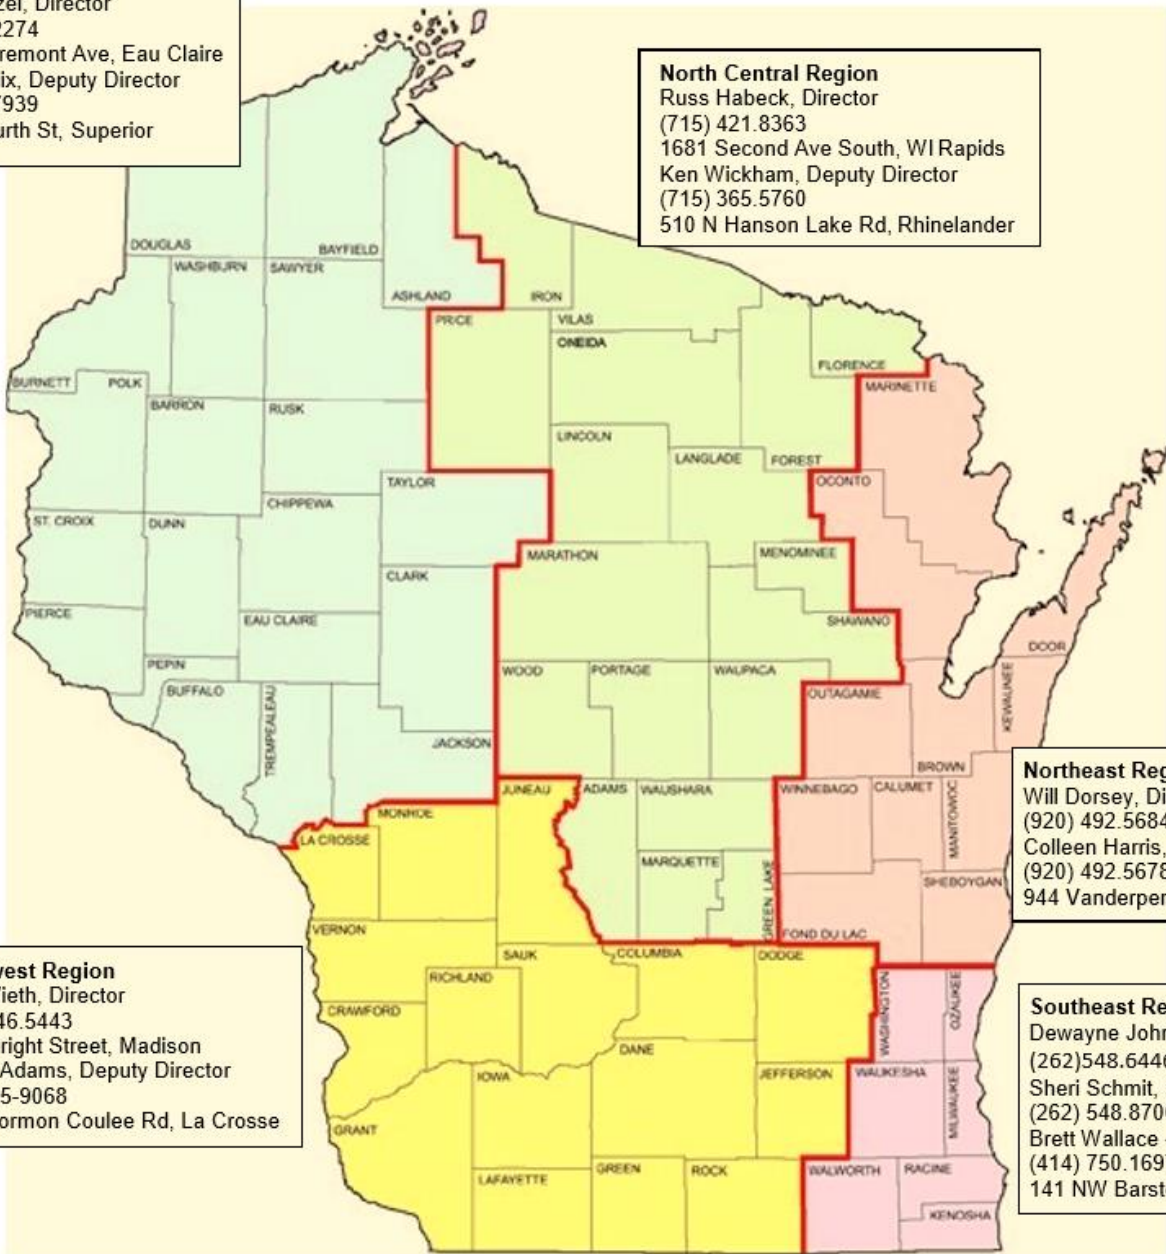 zel, Director
2274
remont Ave, Eau Claire
ix, Deputy Director
7939
urth St, Superior
North Central Region
Russ Habeck, Director
(715) 421.8363
1681 Second Ave South, WI Rapids
Ken Wickham, Deputy Director
(715) 365.5760
510 N Hanson Lake Rd, Rhinelander
DOUGLAS
BAYFIELD
WASHBURN
SAWYER
ASHLAND
IRON
PRICE
VILAS
ONEIDA
FLORENCE
BURNETT
POLK
MARINETTE
BARRON
RUSK
LINCOLN
LANGLADE
FOREST
TAYLOR
OCONTO
CHIPPEWA
ST. CROIX
DUNN
MARATHON
MENOMINEE
CLARK
PIERCE
EAU CLAIRE
SHAWANO
DOOR
PEPIN
WOOD
PORTAGE
WAUPACA
BUFFALO
TREMPEALEAU
OUTAGAMIE
KEWAUNEE
JACKSON
BROWN
JUNEAU
ADAMS
WAUSHARA
WINNEBAGO
CALUMET
MANITOWOC
MONROE
LA CROSSE
MARQUETTE
GREEN LAKE
SHEBOYGAN
VERNON
FOND DU LAC
Northeast Reg
Will Dorsey, Di
(920) 492.5684
Colleen Harris,
(920) 492.5678
944 Vanderper
SAUK
COLUMBIA
DODGE
RICHLAND
WASHINGTON
OZAUKEE
CRAWFORD
DANE
IOWA
JEFFERSON
WAUKESHA
MILWAUKEE
GRANT
LAFAYETTE
GREEN
ROCK
WALWORTH
RACINE
KENOSHA
west Region
ieth, Director
46.5443
right Street, Madison
Adams, Deputy Director
5-9068
ormon Coulee Rd, La Crosse
Southeast Re
Dewayne John
(262)548.6446
Sheri Schmit,
(262) 548.870
Brett Wallace
(414) 750.169
141 NW Barst